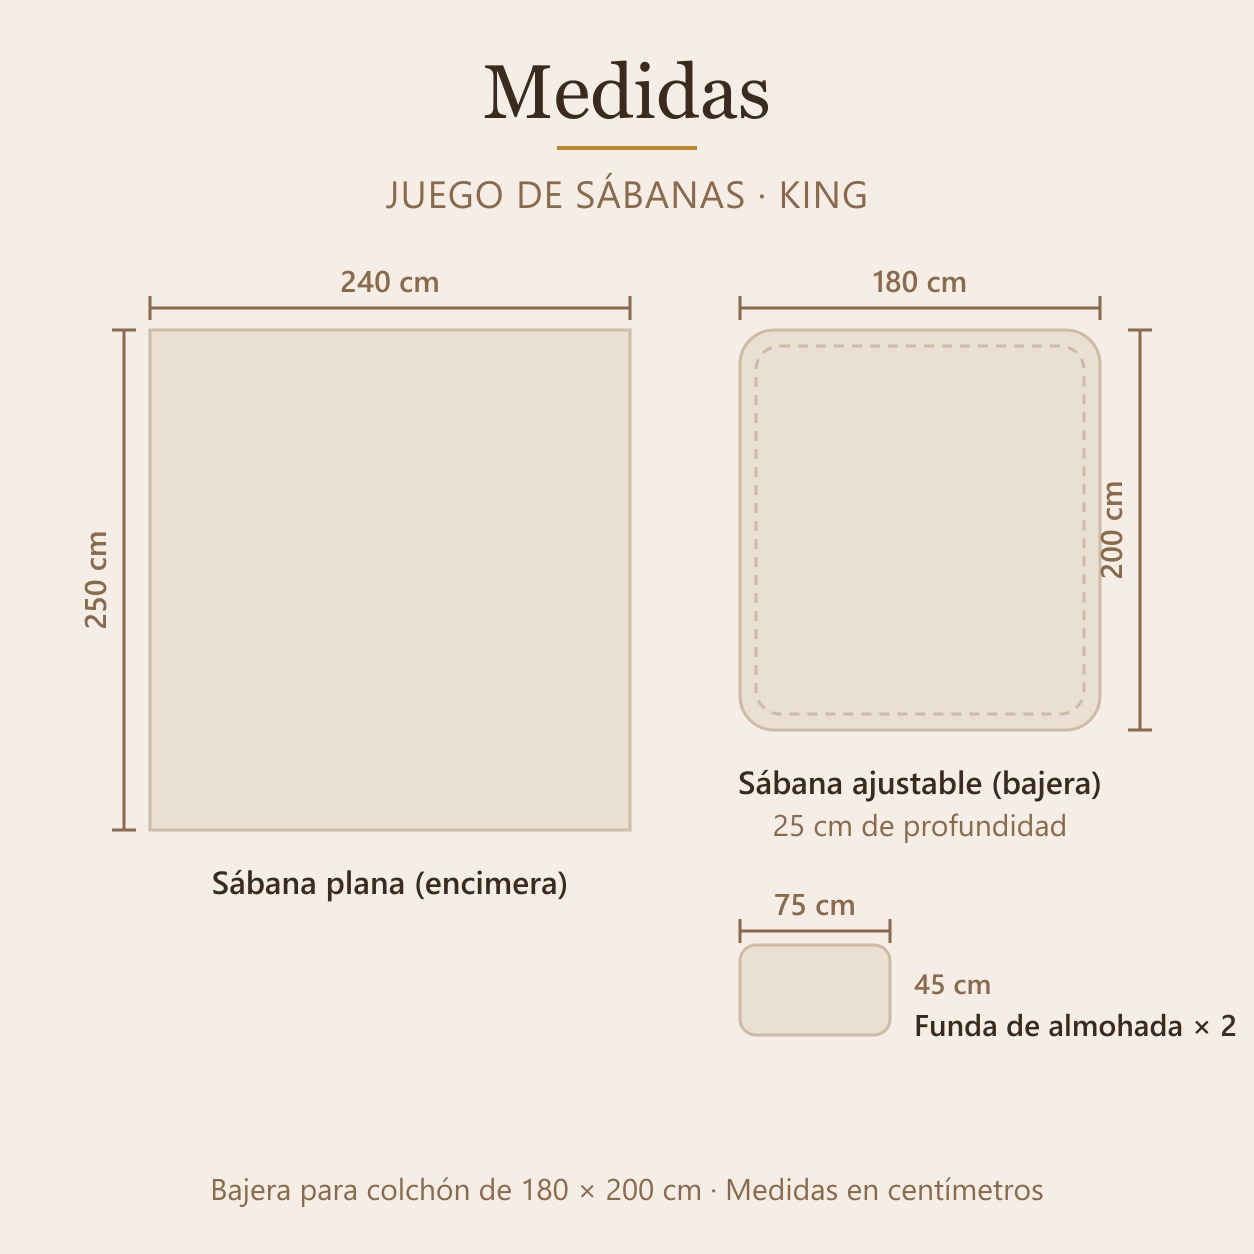 Medidas
JUEGO DE SÁBANAS · KING
240 cm
250 cm
Sábana plana (encimera)
180 cm
200 cm
Sábana ajustable (bajera)
25 cm de profundidad
75 cm
45 cm
Funda de almohada × 2
Bajera para colchón de 180 × 200 cm · Medidas en centímetros